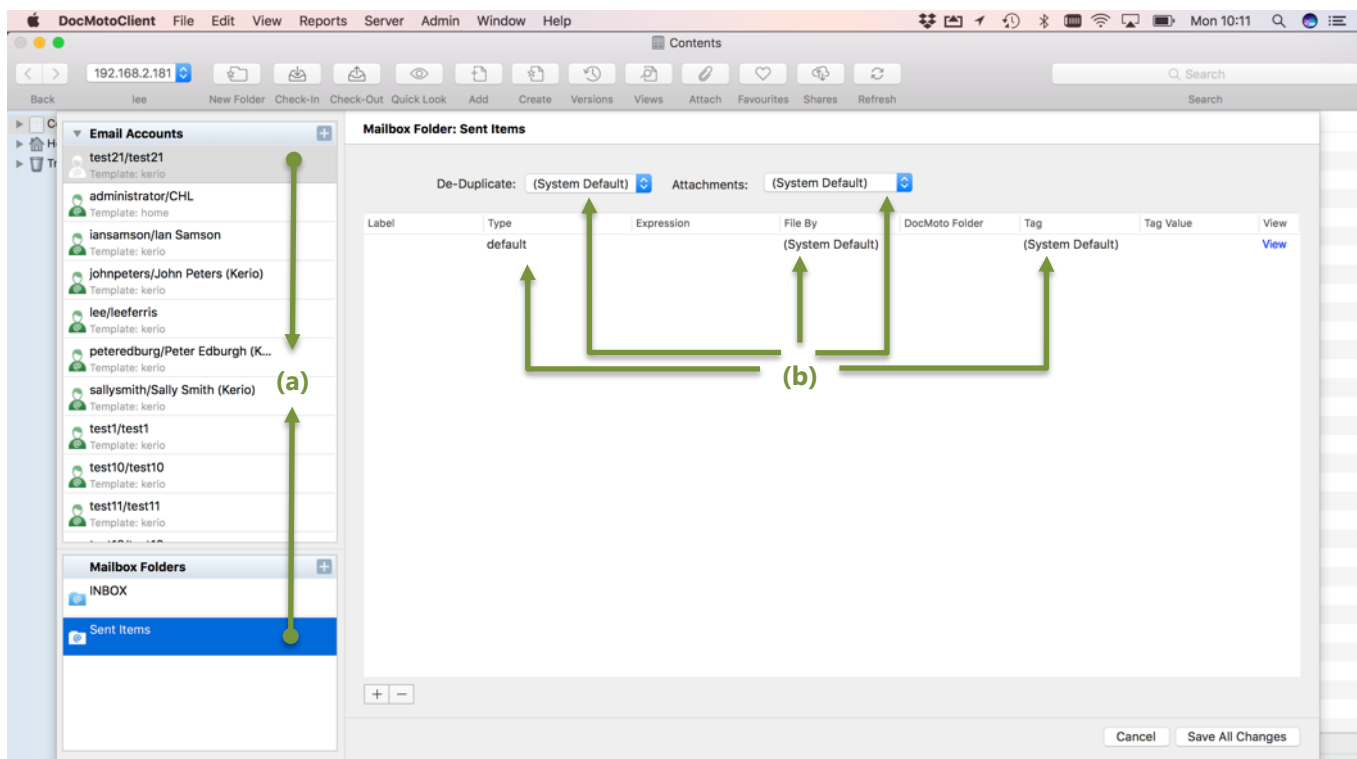 DocMotoClient File Edit View Reports Server Admin Window Help Mon 10:11
Contents
192.168.2.181 Search
Back lee New Folder Check-In Check-Out Quick Look Add Create Versions Views Attach Favourites Shares Refresh Search
Email Accounts
test21/test21
Template: kerio
administrator/CHL
Template: home
iansamson/Ian Samson
Template: kerio
johnpeters/John Peters (Kerio)
Template: kerio
lee/leeferris
Template: kerio
peteredburg/Peter Edburgh (K...
Template: kerio
sallysmith/Sally Smith (Kerio)
Template: kerio
test1/test1
Template: kerio
test10/test10
Template: kerio
test11/test11
Template: kerio
(a)
Mailbox Folders
INBOX
Sent Items
Mailbox Folder: Sent Items
De-Duplicate: (System Default) Attachments: (System Default)
Label Type Expression File By DocMoto Folder Tag Tag Value View
default (System Default) (System Default) View
(b)
Cancel Save All Changes